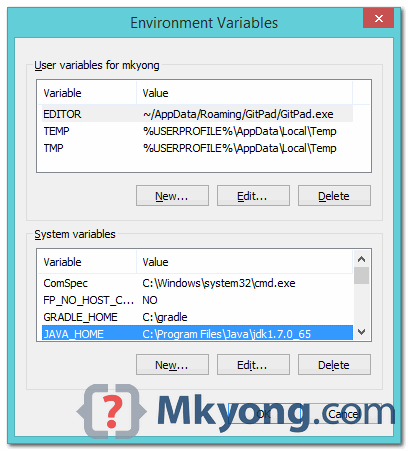 Environment Variables
User variables for mkyong
Variable Value
EDITOR ~/AppData/Roaming/GitPad/GitPad.exe
TEMP %USERPROFILE%\AppData\Local\Temp
TMP %USERPROFILE%\AppData\Local\Temp
New... Edit... Delete
System variables
Variable Value
ComSpec C:\Windows\system32\cmd.exe
FP_NO_HOST_C... NO
GRADLE_HOME C:\gradle
JAVA_HOME C:\Program Files\Java\jdk1.7.0_65
New... Edit... Delete
OK Cancel
{?} Mkyong.com